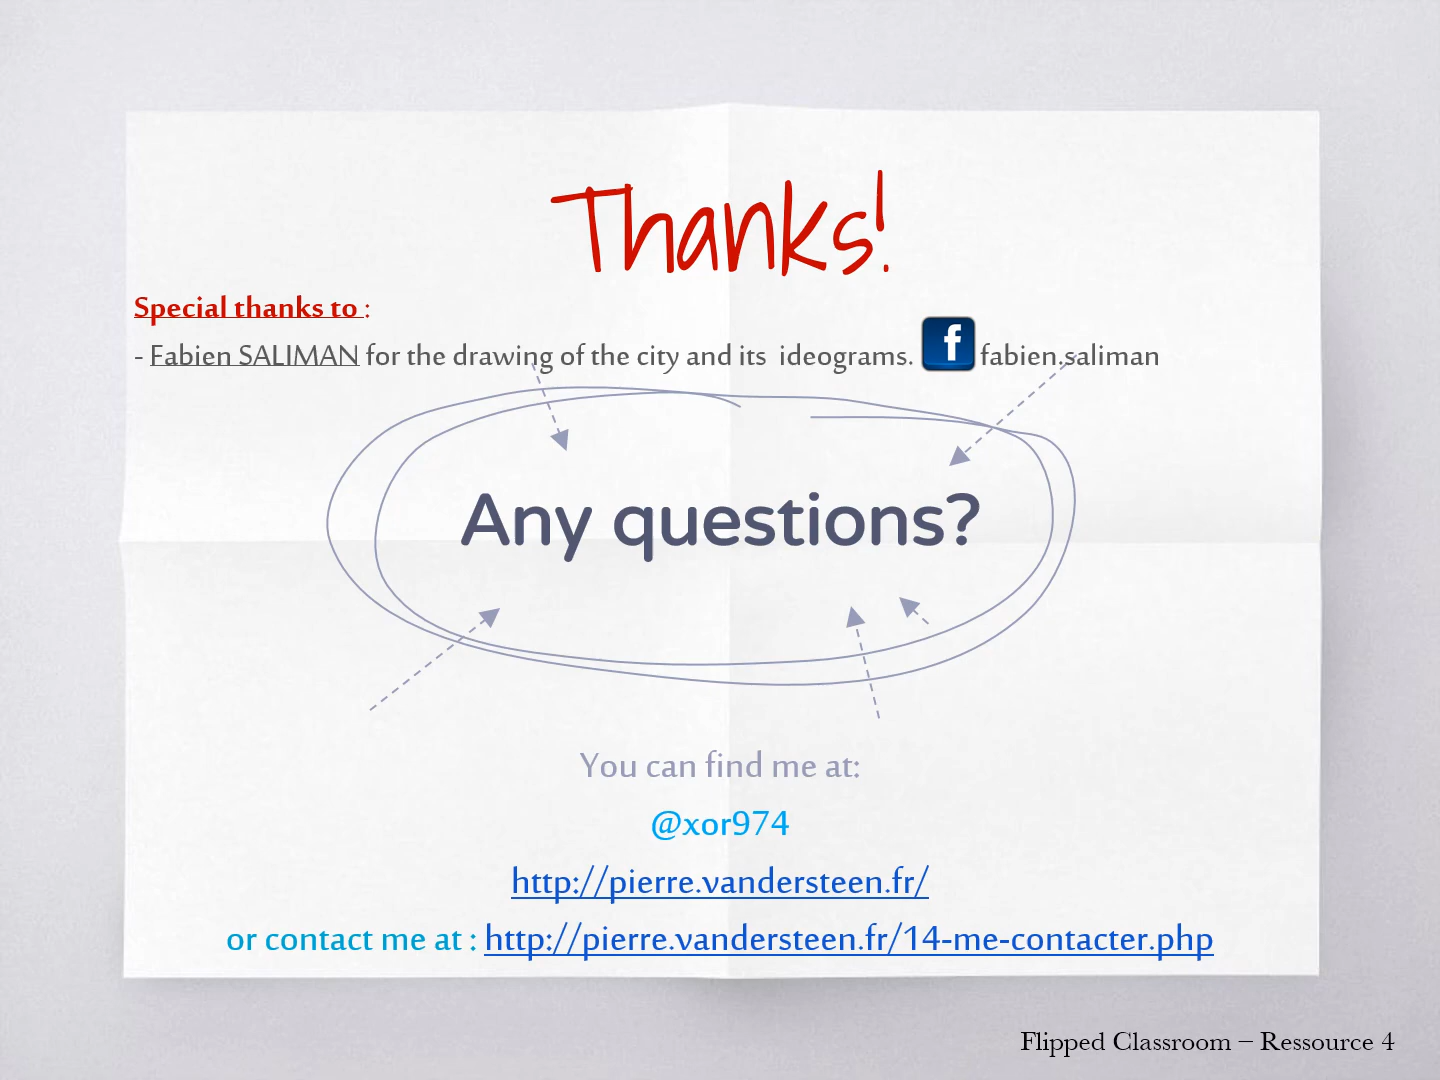 Thanks!
Special thanks to :
- Fabien SALIMAN for the drawing of the city and its ideograms. f fabien.saliman
Any questions?
You can find me at:
@xor974
http://pierre.vandersteen.fr/
or contact me at : http://pierre.vandersteen.fr/14-me-contacter.php
Flipped Classroom – Ressource 4